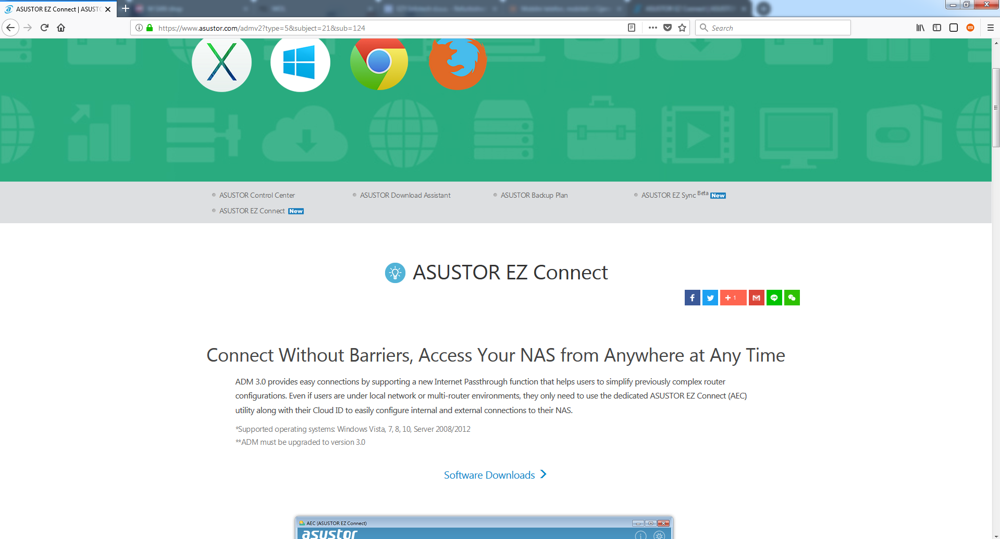 ASUSTOR EZ Connect | ASUSTO
https://www.asustor.com/admv2?type=5&subject=21&sub=124
Search
ASUSTOR Control Center
ASUSTOR Download Assistant
ASUSTOR Backup Plan
ASUSTOR EZ Sync Beta New
ASUSTOR EZ Connect New
ASUSTOR EZ Connect
+ 1
LINE
Connect Without Barriers, Access Your NAS from Anywhere at Any Time
ADM 3.0 provides easy connections by supporting a new Internet Passthrough function that helps users to simplify previously complex router
configurations. Even if users are under local network or multi-router environments, they only need to use the dedicated ASUSTOR EZ Connect (AEC)
utility along with their Cloud ID to easily configure internal and external connections to their NAS.
*Supported operating systems: Windows Vista, 7, 8, 10, Server 2008/2012
**ADM must be upgraded to version 3.0
Software Downloads
AEC (ASUSTOR EZ Connect)
asustor